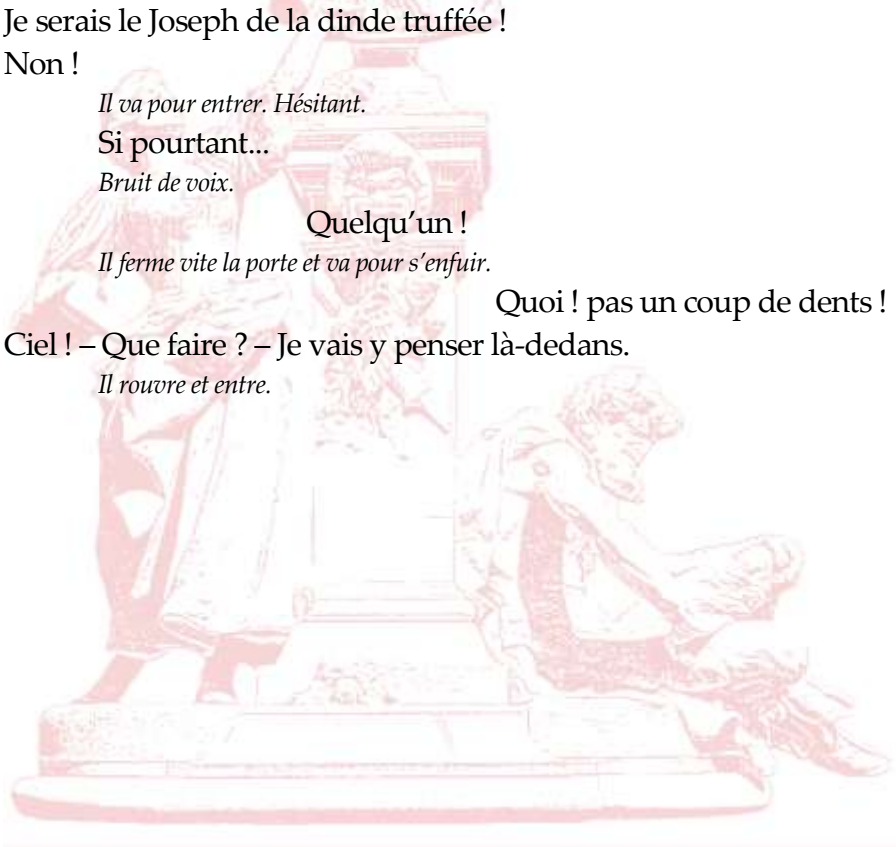 Je serais le Joseph de la dinde truffée !
Non !
Il va pour entrer. Hésitant.
Si pourtant...
Bruit de voix.
Quelqu’un !
Il ferme vite la porte et va pour s’enfuir.
Quoi ! pas un coup de dents !
Ciel ! – Que faire ? – Je vais y penser là-dedans.
Il rouvre et entre.